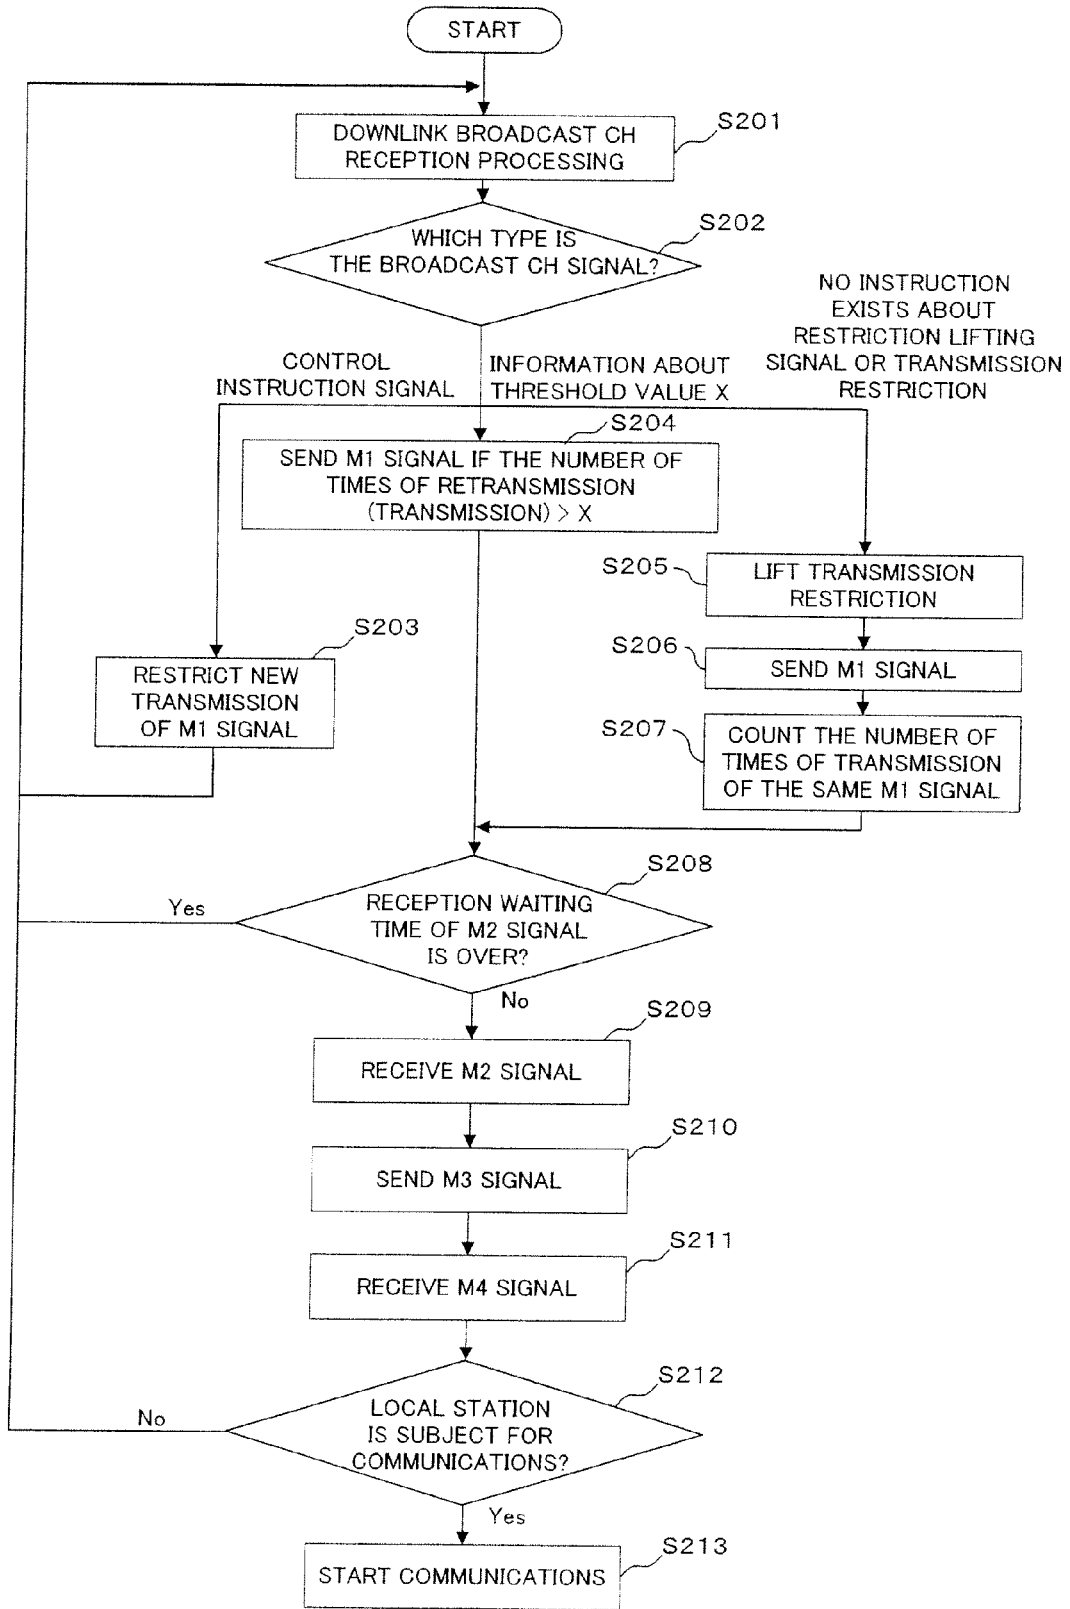 START
DOWNLINK BROADCAST CH
RECEPTION PROCESSING
S201
WHICH TYPE IS
THE BROADCAST CH SIGNAL?
S202
CONTROL
INSTRUCTION SIGNAL
INFORMATION ABOUT
THRESHOLD VALUE X
NO INSTRUCTION
EXISTS ABOUT
RESTRICTION LIFTING
SIGNAL OR TRANSMISSION
RESTRICTION
S204
SEND M1 SIGNAL IF THE NUMBER OF
TIMES OF RETRANSMISSION
(TRANSMISSION) > X
S205
LIFT TRANSMISSION
RESTRICTION
S203
RESTRICT NEW
TRANSMISSION
OF M1 SIGNAL
S206
SEND M1 SIGNAL
S207
COUNT THE NUMBER OF
TIMES OF TRANSMISSION
OF THE SAME M1 SIGNAL
S208
RECEPTION WAITING
TIME OF M2 SIGNAL
IS OVER?
Yes
No
S209
RECEIVE M2 SIGNAL
S210
SEND M3 SIGNAL
S211
RECEIVE M4 SIGNAL
S212
LOCAL STATION
IS SUBJECT FOR
COMMUNICATIONS?
No
Yes
S213
START COMMUNICATIONS